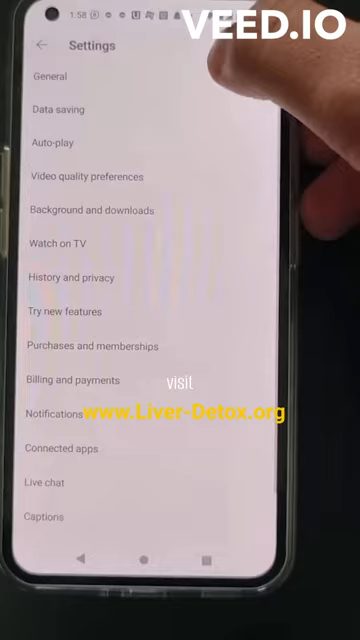 1:58
VEED.IO
Settings
General
Data saving
Auto-play
Video quality preferences
Background and downloads
Watch on TV
History and privacy
Try new features
Purchases and memberships
Billing and payments
visit
Notifications
www.Liver-Detox.org
Connected apps
Live chat
Captions